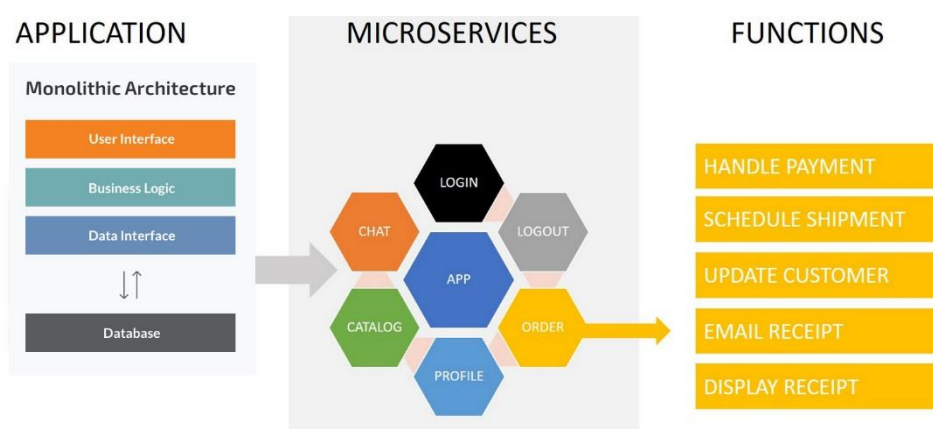 APPLICATION
Monolithic Architecture
User Interface
Business Logic
Data Interface
Database
MICROSERVICES
LOGIN
CHAT
LOGOUT
APP
CATALOG
ORDER
PROFILE
FUNCTIONS
HANDLE PAYMENT
SCHEDULE SHIPMENT
UPDATE CUSTOMER
EMAIL RECEIPT
DISPLAY RECEIPT